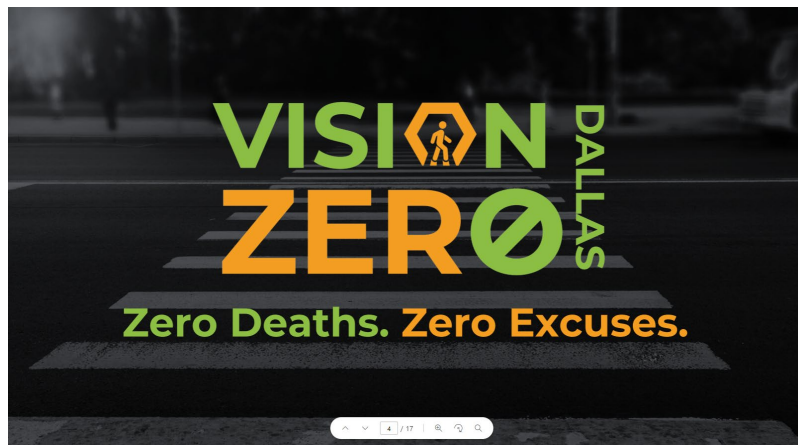 VISION
ZERO
DALLAS
Zero Deaths. Zero Excuses.
4 / 17